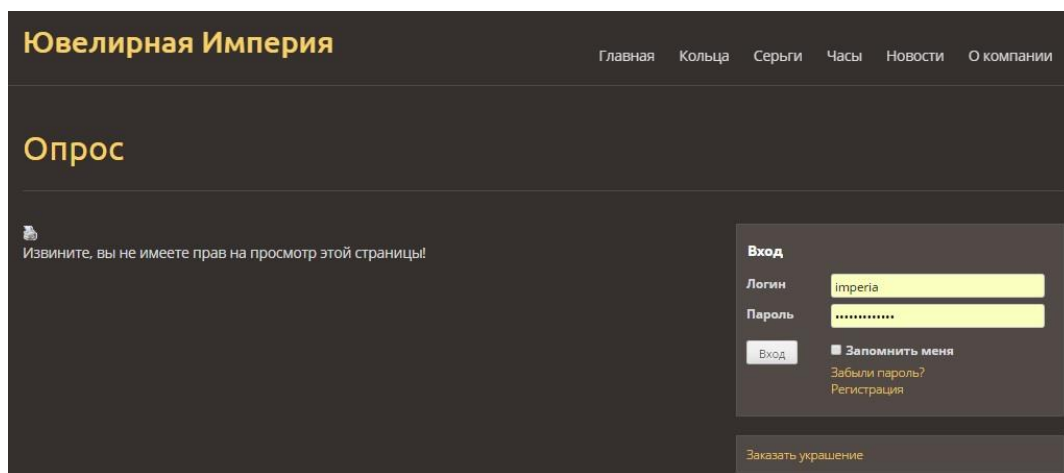 Ювелирная Империя
Главная Кольца Серьги Часы Новости О компании
Опрос
Извините, вы не имеете прав на просмотр этой страницы!
Вход
Логин imperia
Пароль •••••••••••••
Вход Запомнить меня
Забыли пароль?
Регистрация
Заказать украшение